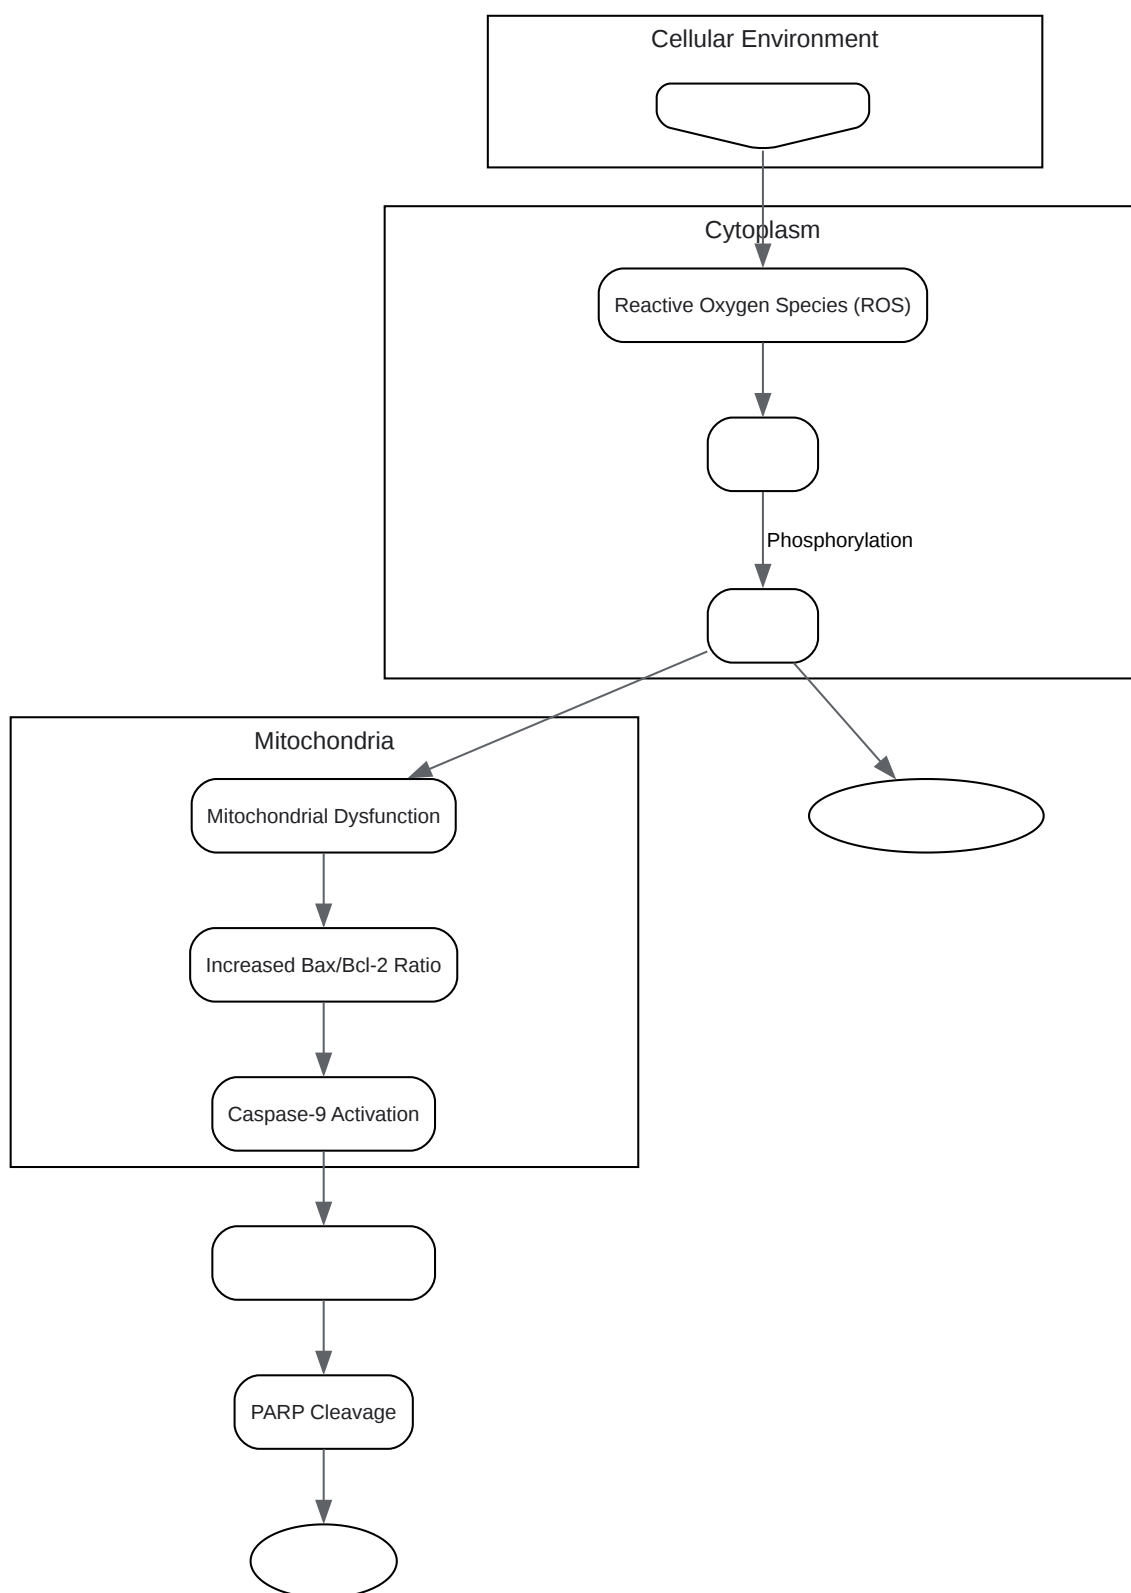 Cellular Environment
Cytoplasm
Reactive Oxygen Species (ROS)
Phosphorylation
Mitochondria
Mitochondrial Dysfunction
Increased Bax/Bcl-2 Ratio
Caspase-9 Activation
PARP Cleavage